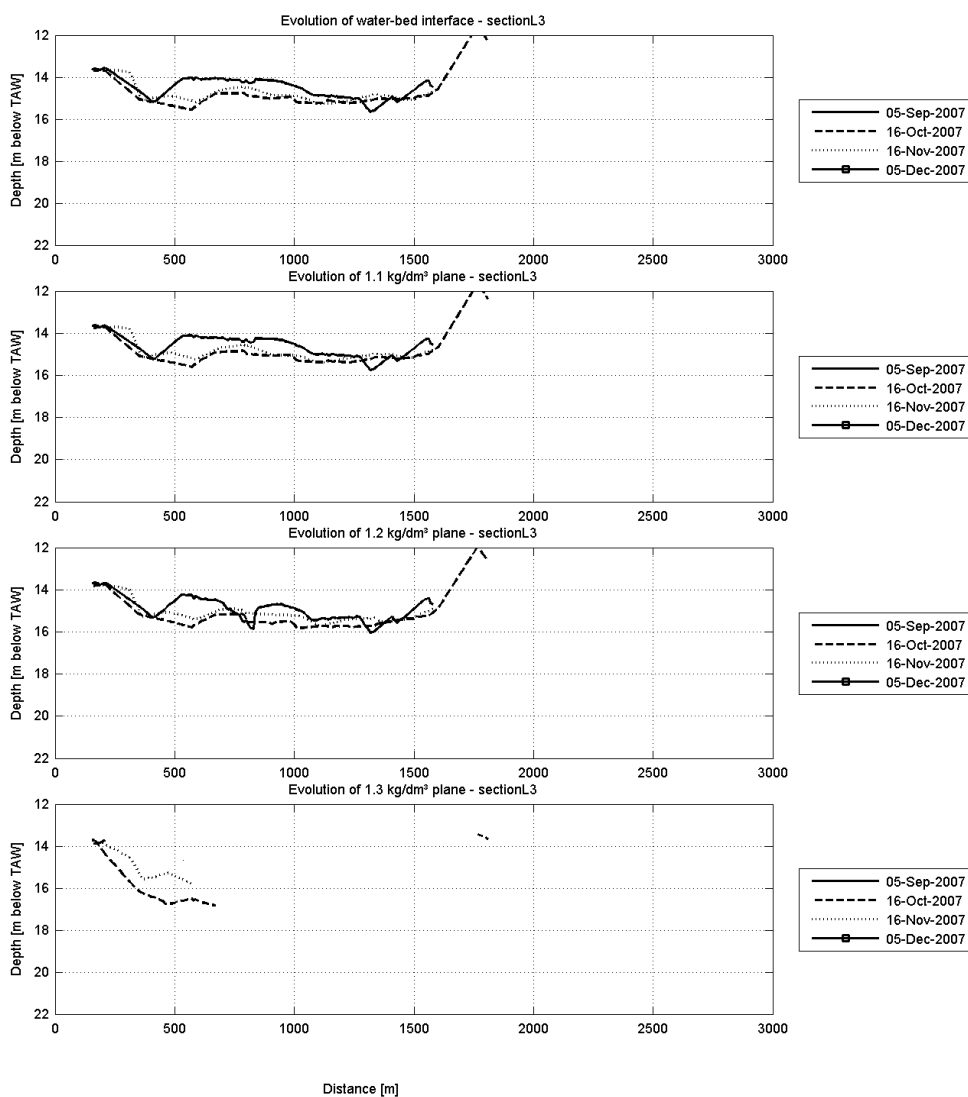 Evolution of water-bed interface - sectionL3
12
14
16
18
20
22
Depth [m below TAW]
0 500 1000 1500 2000 2500 3000
05-Sep-2007
16-Oct-2007
16-Nov-2007
05-Dec-2007
Evolution of 1.1 kg/dm³ plane - sectionL3
12
14
16
18
20
22
Depth [m below TAW]
0 500 1000 1500 2000 2500 3000
05-Sep-2007
16-Oct-2007
16-Nov-2007
05-Dec-2007
Evolution of 1.2 kg/dm³ plane - sectionL3
12
14
16
18
20
22
Depth [m below TAW]
0 500 1000 1500 2000 2500 3000
05-Sep-2007
16-Oct-2007
16-Nov-2007
05-Dec-2007
Evolution of 1.3 kg/dm³ plane - sectionL3
12
14
16
18
20
22
Depth [m below TAW]
0 500 1000 1500 2000 2500 3000
05-Sep-2007
16-Oct-2007
16-Nov-2007
05-Dec-2007
Distance [m]